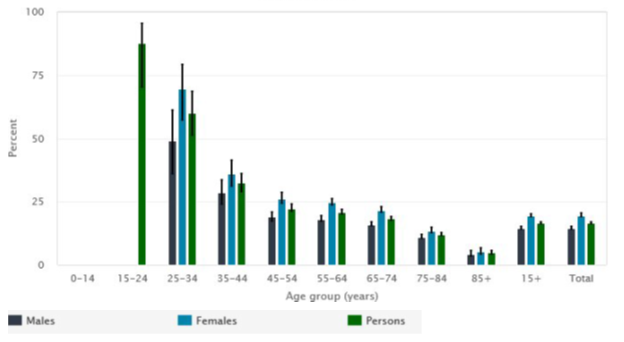 100
75
50
25
0
Percent
0-14 15-24 25-34 35-44 45-54 55-64 65-74 75-84 85+ 15+ Total
Age group (years)
Males Females Persons